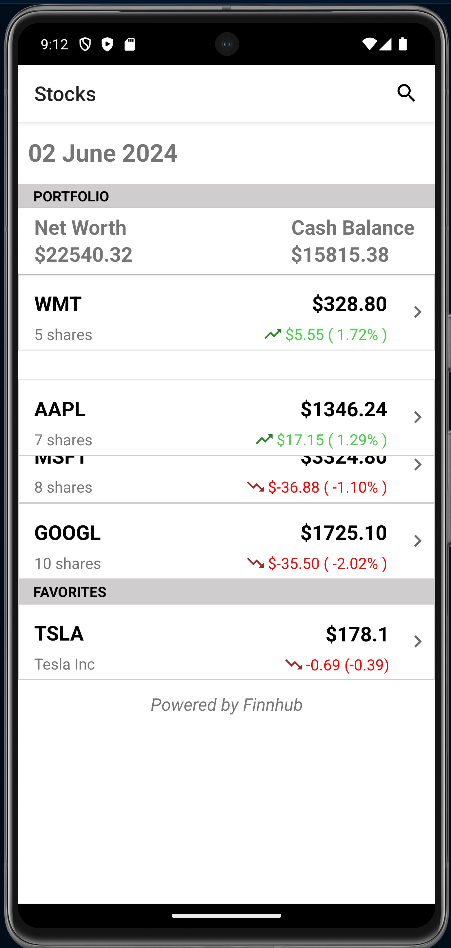 9:12
Stocks
02 June 2024
PORTFOLIO
Net Worth Cash Balance
$22540.32 $15815.38
WMT $328.80
5 shares $5.55 ( 1.72% )
AAPL $1346.24
7 shares $17.15 ( 1.29% )
MSFT $3324.80
8 shares $-36.88 ( -1.10% )
GOOGL $1725.10
10 shares $-35.50 ( -2.02% )
FAVORITES
TSLA $178.1
Tesla Inc -0.69 (-0.39)
Powered by Finnhub